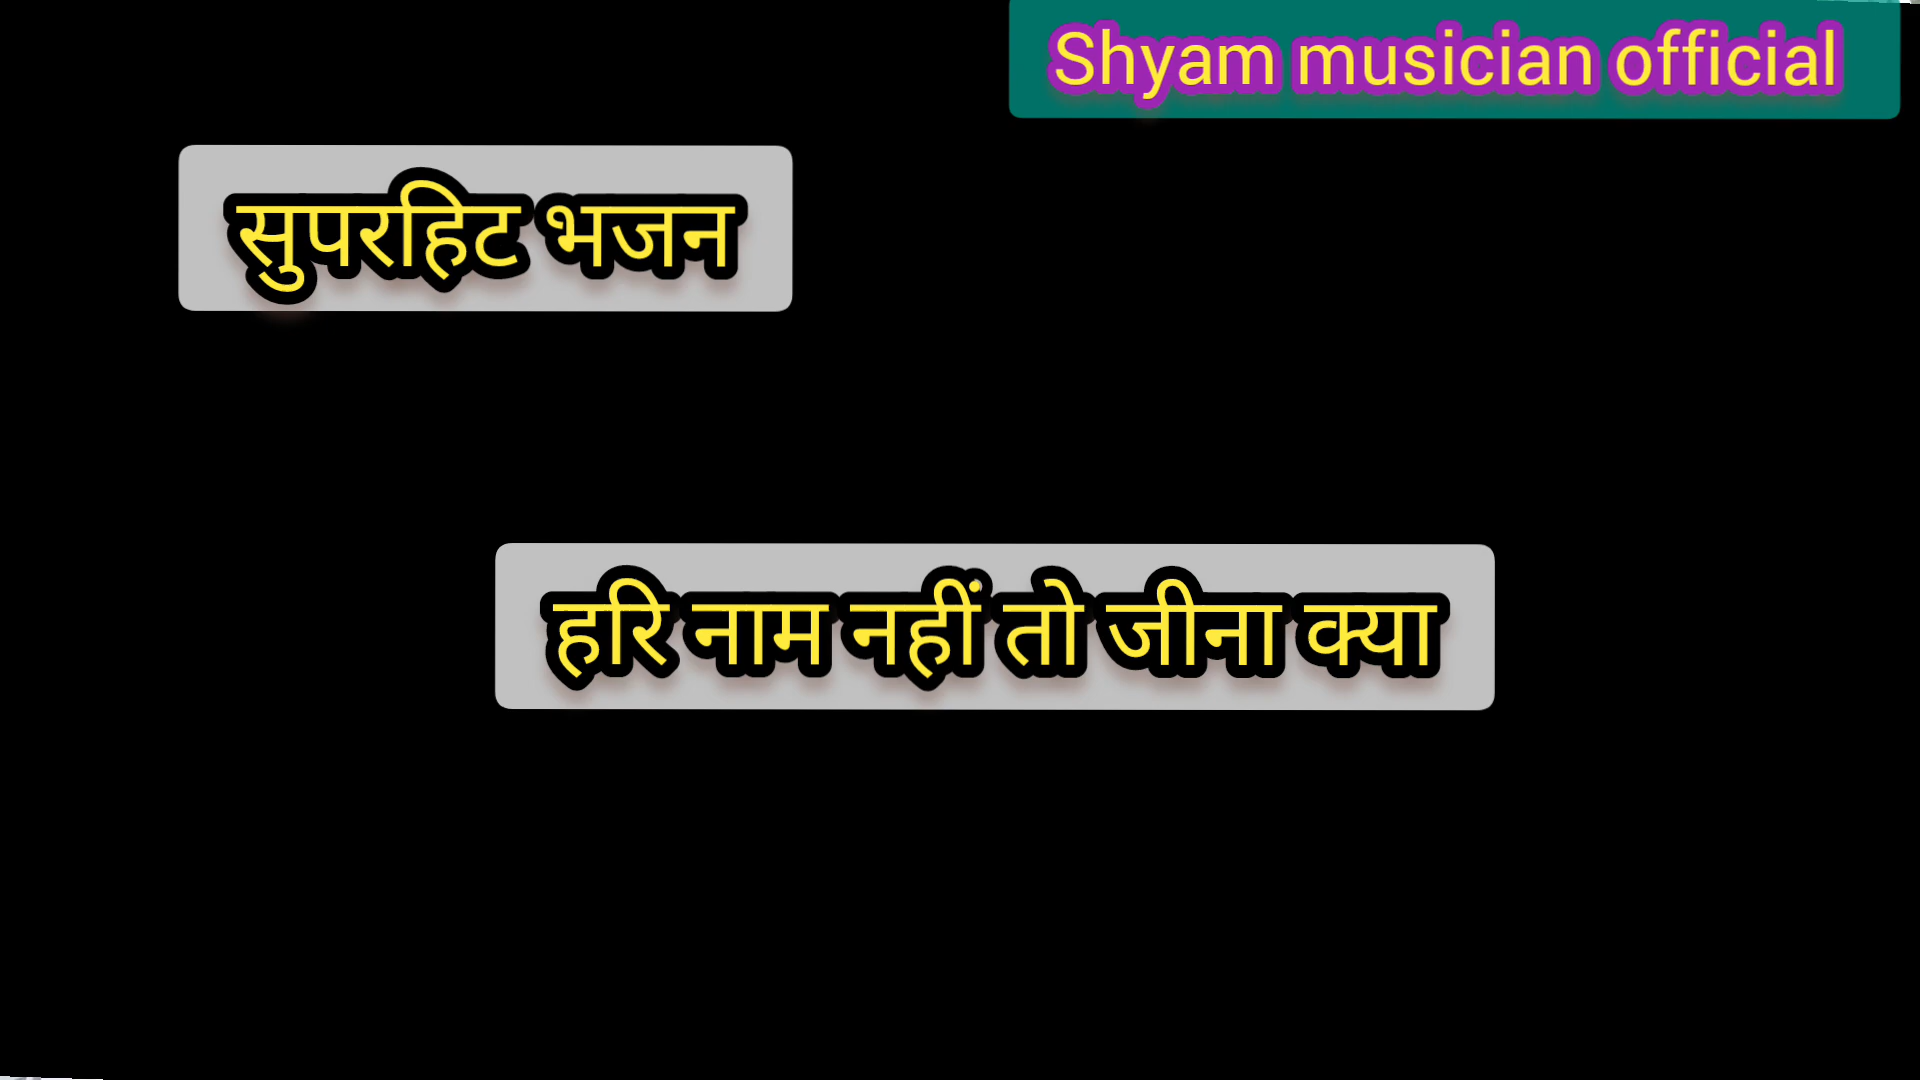 Shyam musician official
सुपरहिट भजन
हरि नाम नहीं तो जीना क्या